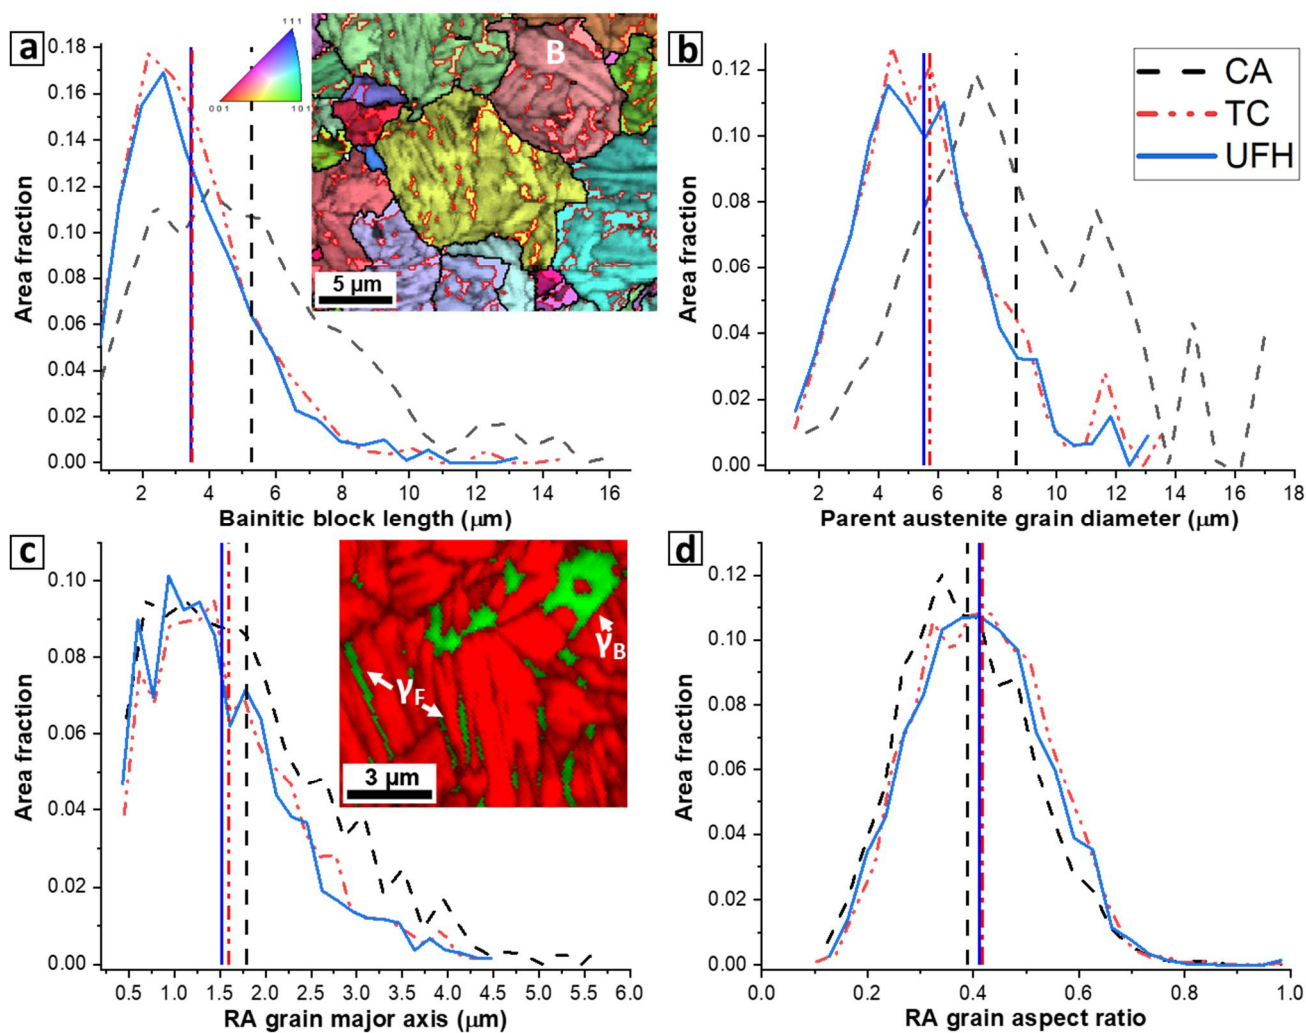 a
0.18
0.16
0.14
0.12
0.10
0.08
0.06
0.04
0.02
0.00
Area fraction
2 4 6 8 10 12 14 16
Bainitic block length (μm)
111
001 101
B
5 μm
b
0.12
0.10
0.08
0.06
0.04
0.02
0.00
Area fraction
2 4 6 8 10 12 14 16 18
Parent austenite grain diameter (μm)
CA
TC
UFH
c
0.10
0.08
0.06
0.04
0.02
0.00
Area fraction
0.5 1.0 1.5 2.0 2.5 3.0 3.5 4.0 4.5 5.0 5.5 6.0
RA grain major axis (μm)
γB
γF
3 μm
d
0.12
0.10
0.08
0.06
0.04
0.02
0.00
Area fraction
0.0 0.2 0.4 0.6 0.8 1.0
RA grain aspect ratio